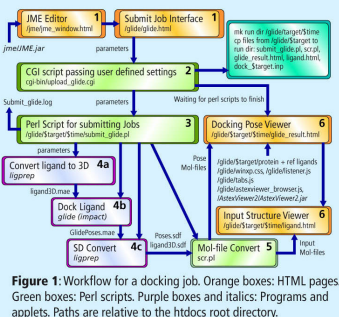 JME Editor 1
/jme/jme_window.html
Submit Job Interface 1
/glide/glide.html
mk run dir /glide/target/$time
cp files from /glide/$target to
run dir: submit_glide.pl, scr.pl,
glide_result.html, ligand.html,
dock_$target.inp
jme/JME.jar
parameters
parameters
CGI script passing user defined settings 2
cgi-bin/upload_glide.cgi
Submit_glide.log
parameters
Waiting for perl scripts to finish
Perl Script for submitting Jobs 3
/glide/$target/$time/submit_glide.pl
Docking Pose Viewer 6
/glide/$target/$time/glide_result.html
parameters
Convert ligand to 3D 4a
ligprep
Pose
Mol-files
/glide/$target/protein + ref ligands
/glide/winxp.css, /glide/listener.js
/glide/tabs.js
/glide/astexviewer_browser.js,
/AstexViewer2/AstexViewer2.jar
ligand3D.mae
Dock Ligand 4b
glide (impact)
Input Structure Viewer 6
/glide/$target/$time/ligand.html
GlidePoses.mae
Poses.sdf
ligand3D.sdf
SD Convert 4c
ligprep
Mol-file Convert 5
scr.pl
Input
Mol-files
Figure 1: Workflow for a docking job. Orange boxes: HTML pages.
Green boxes: Perl scripts. Purple boxes and italics: Programs and
applets. Paths are relative to the htdocs root directory.